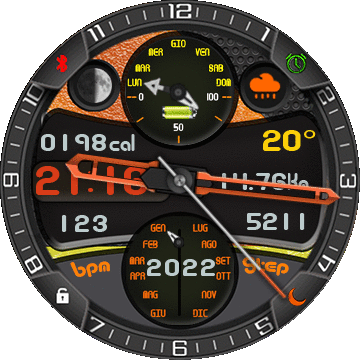 12
11
1
10
2
9
3
8
4
7
5
6
GIO
MER VEN
MAR SAB
LUN DOM
0 100
50
0198cal
20°
123
5211
bpm
step
GEN LUG
FEB AGO
MAR SET
APR OTT
2022
MAG NOV
GIU DIC